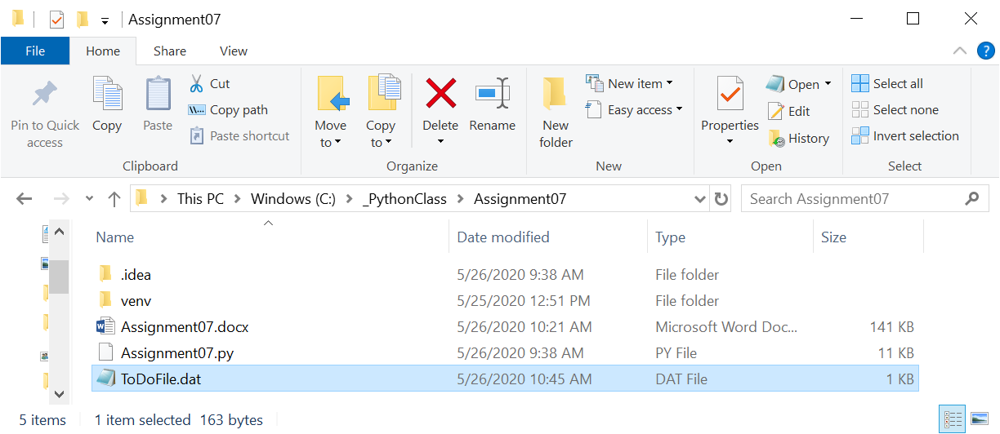 Assignment07
File Home Share View
Pin to Quick access
Copy
Paste
Cut
Copy path
Paste shortcut
Clipboard
Move to
Copy to
Delete
Rename
Organize
New folder
New item
Easy access
New
Properties
Open
Edit
History
Open
Select all
Select none
Invert selection
Select
This PC > Windows (C:) > _PythonClass > Assignment07
Search Assignment07
Name Date modified Type Size
.idea 5/26/2020 9:38 AM File folder
venv 5/25/2020 12:51 PM File folder
Assignment07.docx 5/26/2020 10:21 AM Microsoft Word Doc... 141 KB
Assignment07.py 5/26/2020 9:38 AM PY File 11 KB
ToDoFile.dat 5/26/2020 10:45 AM DAT File 1 KB
5 items 1 item selected 163 bytes